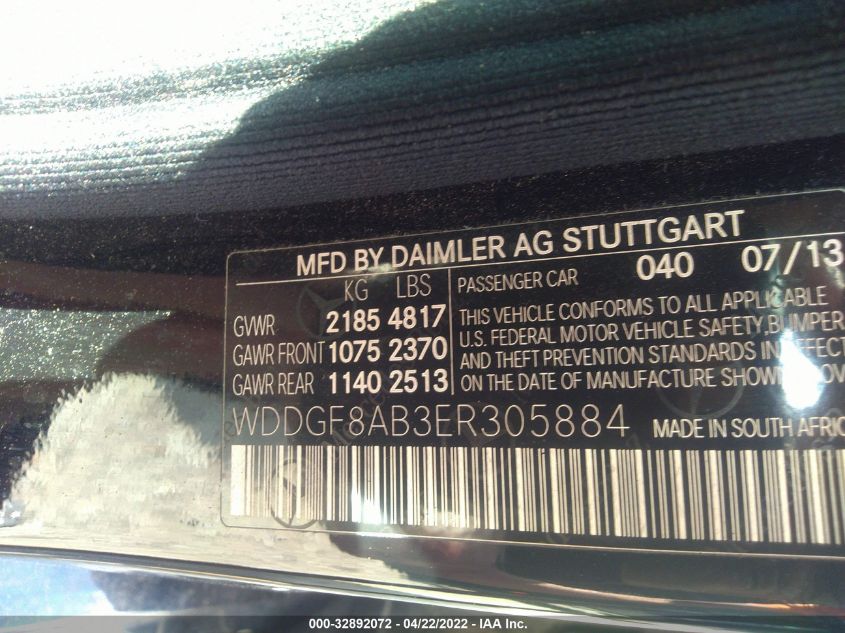 MFD BY DAIMLER AG STUTTGART
KG LBS
GVWR 2185 4817
GAWR FRONT 1075 2370
GAWR REAR 1140 2513
PASSENGER CAR 040 07/13
THIS VEHICLE CONFORMS TO ALL APPLICABLE
U.S. FEDERAL MOTOR VEHICLE SAFETY, BUMPER
AND THEFT PREVENTION STANDARDS IN EFFECT
ON THE DATE OF MANUFACTURE SHOWN
WDDGF8AB3ER305884 MADE IN SOUTH
000-32892072 - 04/22/2022 - IAA Inc.